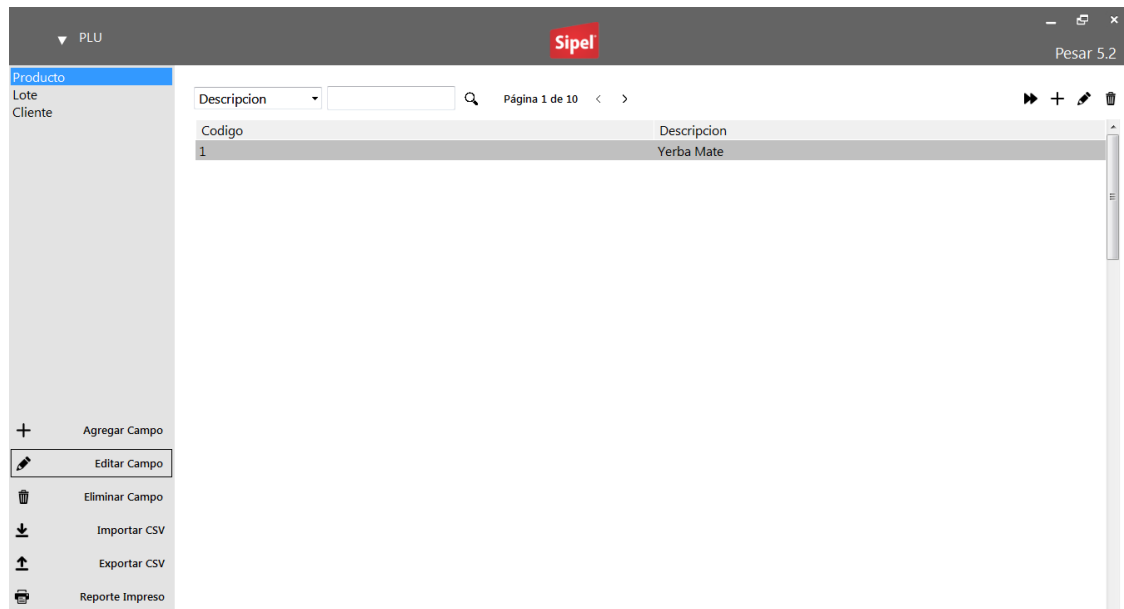 PLU
Sipel
Pesar 5.2
Producto
Lote
Cliente
Descripcion
Página 1 de 10
Codigo Descripcion
1 Yerba Mate
Agregar Campo
Editar Campo
Eliminar Campo
Importar CSV
Exportar CSV
Reporte Impreso